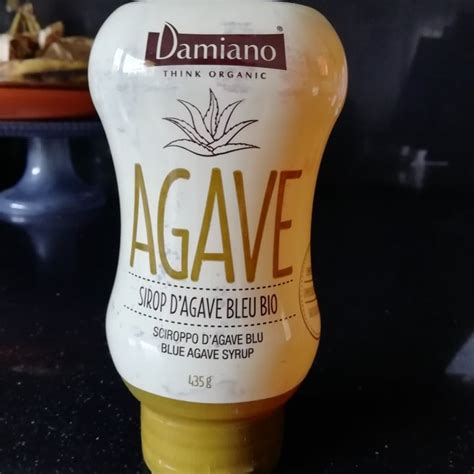 Damiano
THINK ORGANIC
AGAVE
SIROP D'AGAVE BLEU BIO
SCIROPPO D'AGAVE BLU
BLUE AGAVE SYRUP
435 g